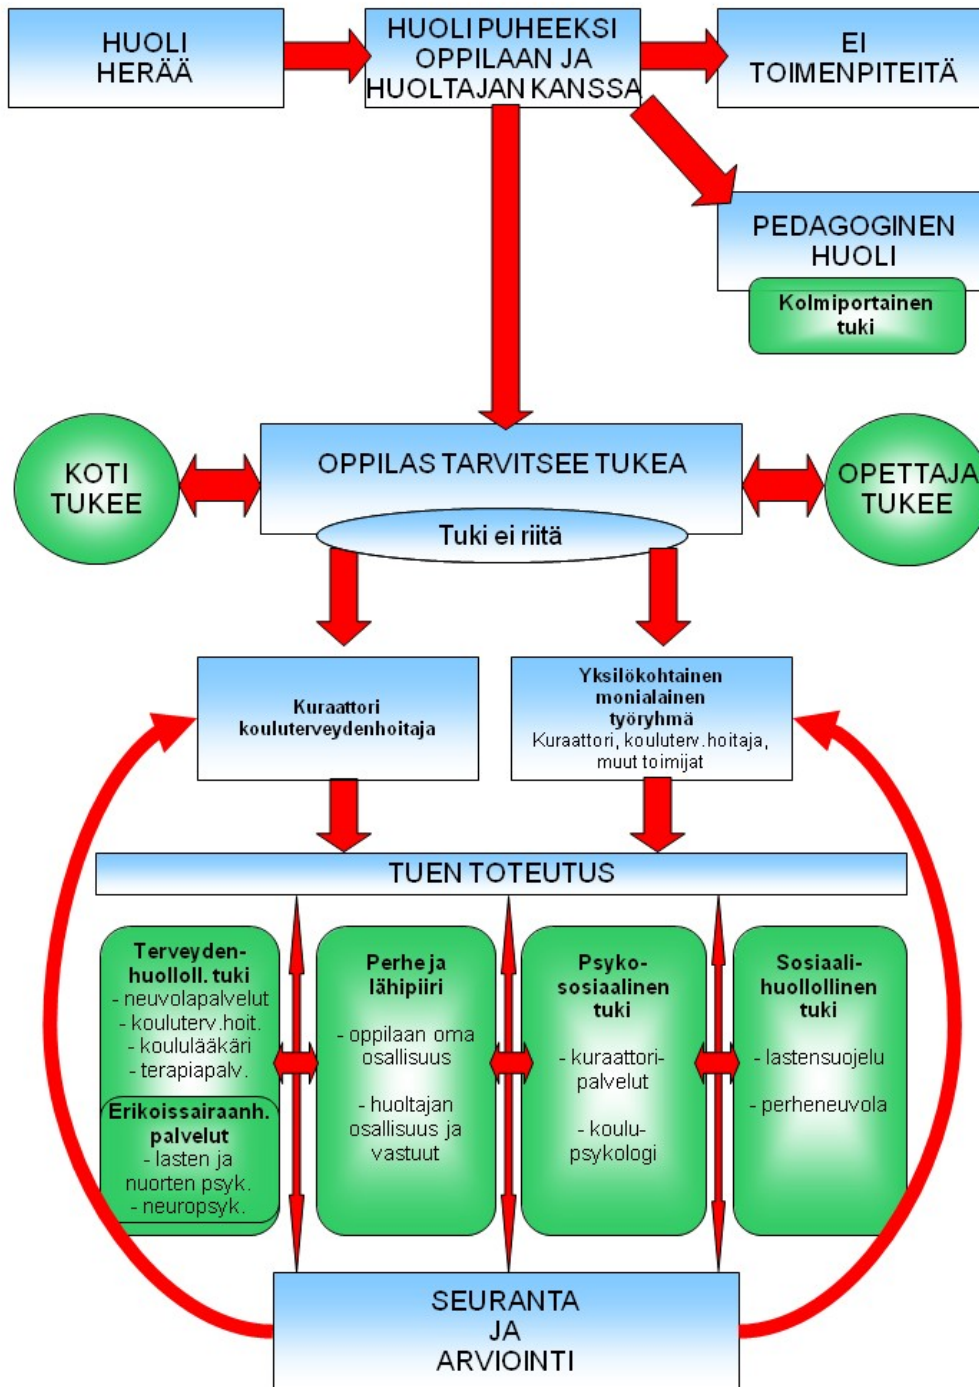 HUOLI
HERÄÄ
HUOLI PUHEEKSI
OPPILAAN JA
HUOLTAJAN KANSSA
EI
TOIMENPITEITÄ
PEDAGOGINEN
HUOLI
Kolmiportainen
tuki
KOTI
TUKEE
OPPILAS TARVITSEE TUKEA
Tuki ei riitä
OPETTAJA
TUKEE
Kuraattori
kouluterveydenhoitaja
Yksilökohtainen
monialainen
työryhmä
Kuraattori, kouluterv.hoitaja,
muut toimijat
TUEN TOTEUTUS
Terveyden-
huolloll. tuki
- neuvolapalvelut
- kouluterv.hoit.
- koululääkäri
- terapiapalv.
Erikoissairaanh.
palvelut
- lasten ja
nuorten psyk.
- neuropsyk.
Perhe ja
lähipiiri
- oppilaan oma
osallisuus
- huoltajan
osallisuus ja
vastuut
Psyko-
sosiaalinen
tuki
- kuraattori-
palvelut
- koulu-
psykologi
Sosiaali-
huollollinen
tuki
- lastensuojelu
- perheneuvola
SEURANTA
JA
ARVIOINTI